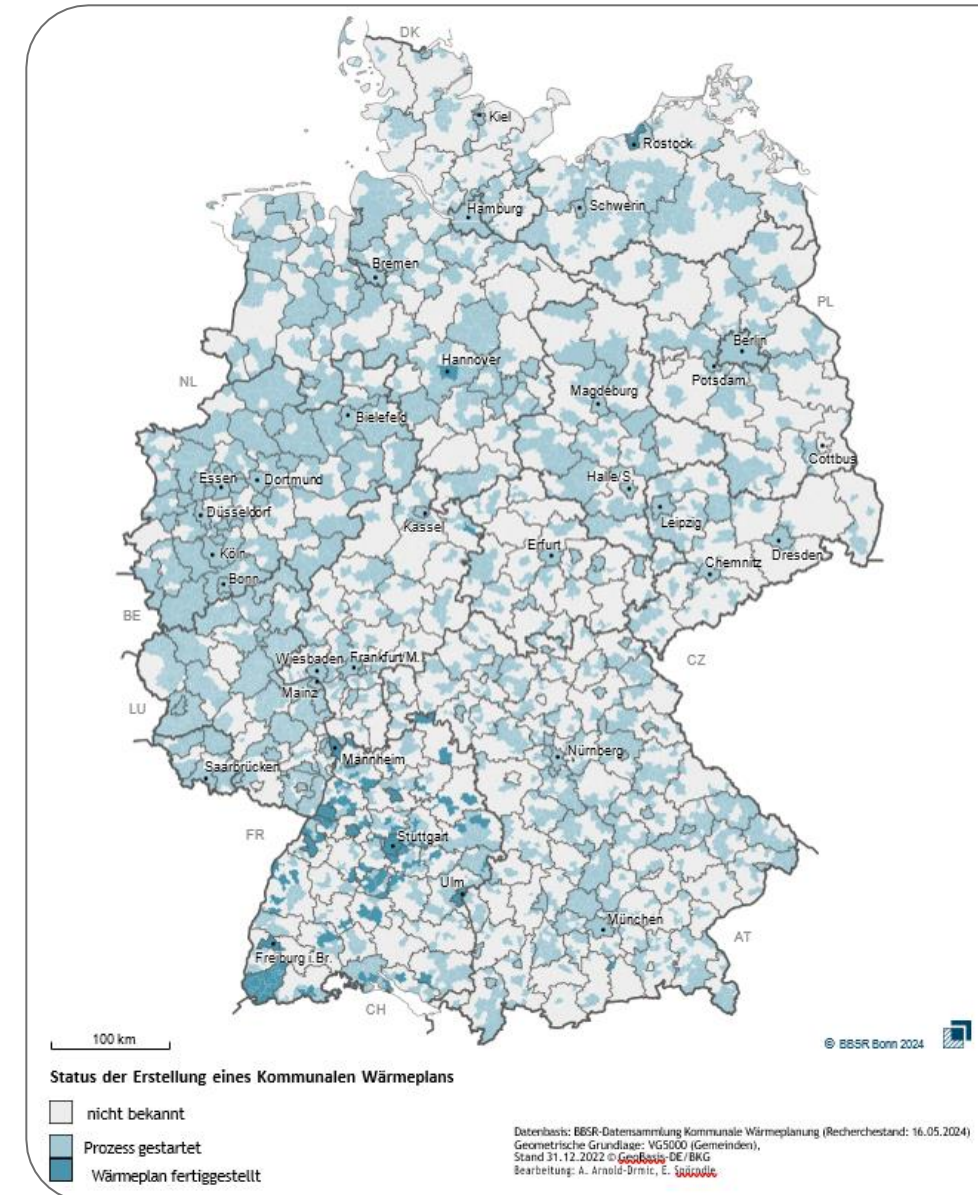 DK
Kiel
Rostock
Hamburg
Schwerin
Bremen
PL
Berlin
Hannover
Potsdam
NL
Magdeburg
Bielefeld
Cottbus
Essen
Dortmund
Halle/S.
Düsseldorf
Leipzig
Kassel
Köln
Erfurt
Dresden
Chemnitz
Bonn
BE
Wiesbaden
Frankfurt/M.
CZ
Mainz
LU
Nürnberg
Mannheim
Saarbrücken
FR
Stuttgart
Ulm
München
AT
Freiburg i.Br.
CH
100 km
© BBSR Bonn 2024
Status der Erstellung eines Kommunalen Wärmeplans
nicht bekannt
Prozess gestartet
Wärmeplan fertiggestellt
Datenbasis: BBSR-Datensammlung Kommunale Wärmeplanung (Recherchestand: 16.05.2024)
Geometrische Grundlage: VG5000 (Gemeinden),
Stand 31.12.2022 © GeoBasis-DE/BKG
Bearbeitung: A. Arnold-Drmic, E. Spörndle